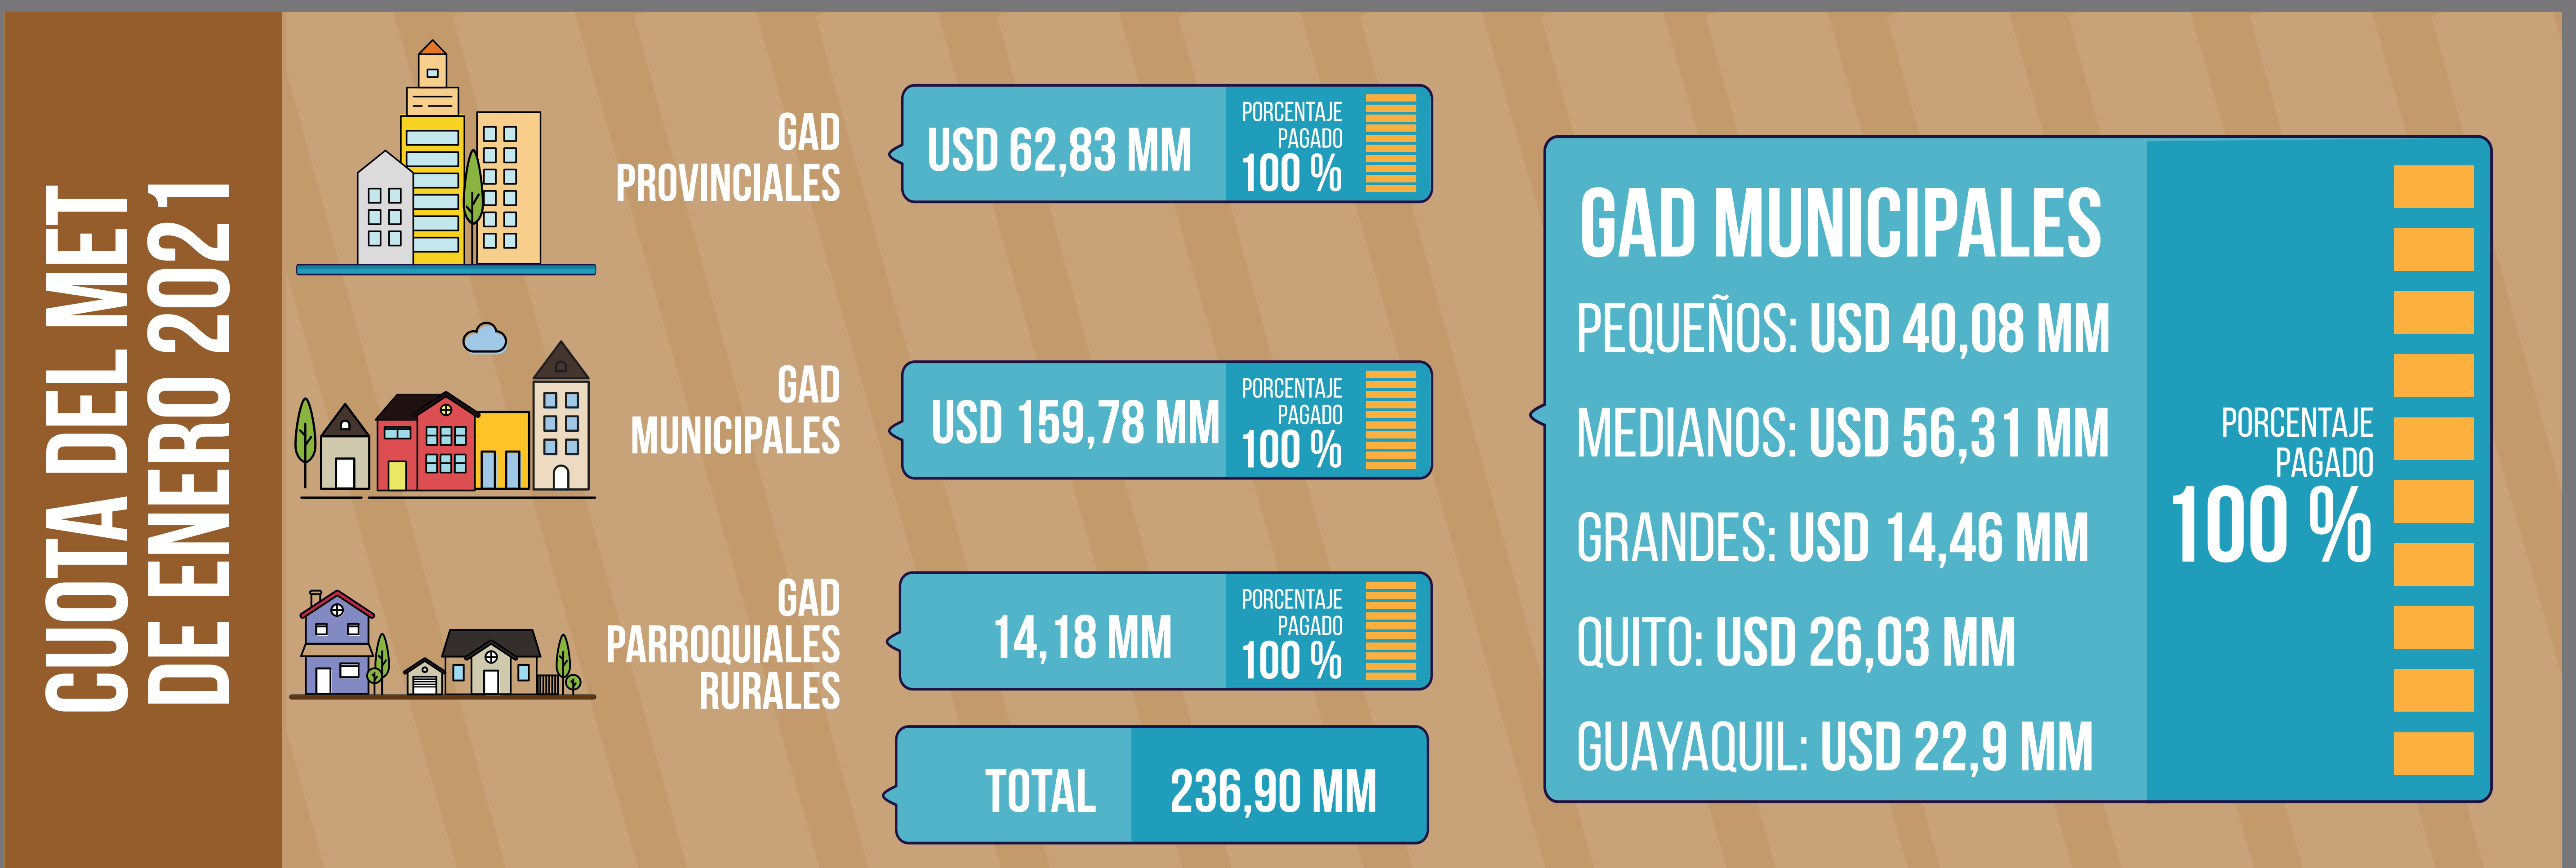 CUOTA DEL MET
DE ENERO 2021
GAD
PROVINCIALES
USD 62,83 MM
PORCENTAJE
PAGADO
100 %
GAD
MUNICIPALES
USD 159,78 MM
PORCENTAJE
PAGADO
100 %
GAD
PARROQUIALES
RURALES
14,18 MM
PORCENTAJE
PAGADO
100 %
TOTAL
236,90 MM
GAD MUNICIPALES
PEQUEÑOS: USD 40,08 MM
MEDIANOS: USD 56,31 MM
GRANDES: USD 14,46 MM
QUITO: USD 26,03 MM
GUAYAQUIL: USD 22,9 MM
PORCENTAJE
PAGADO
100 %